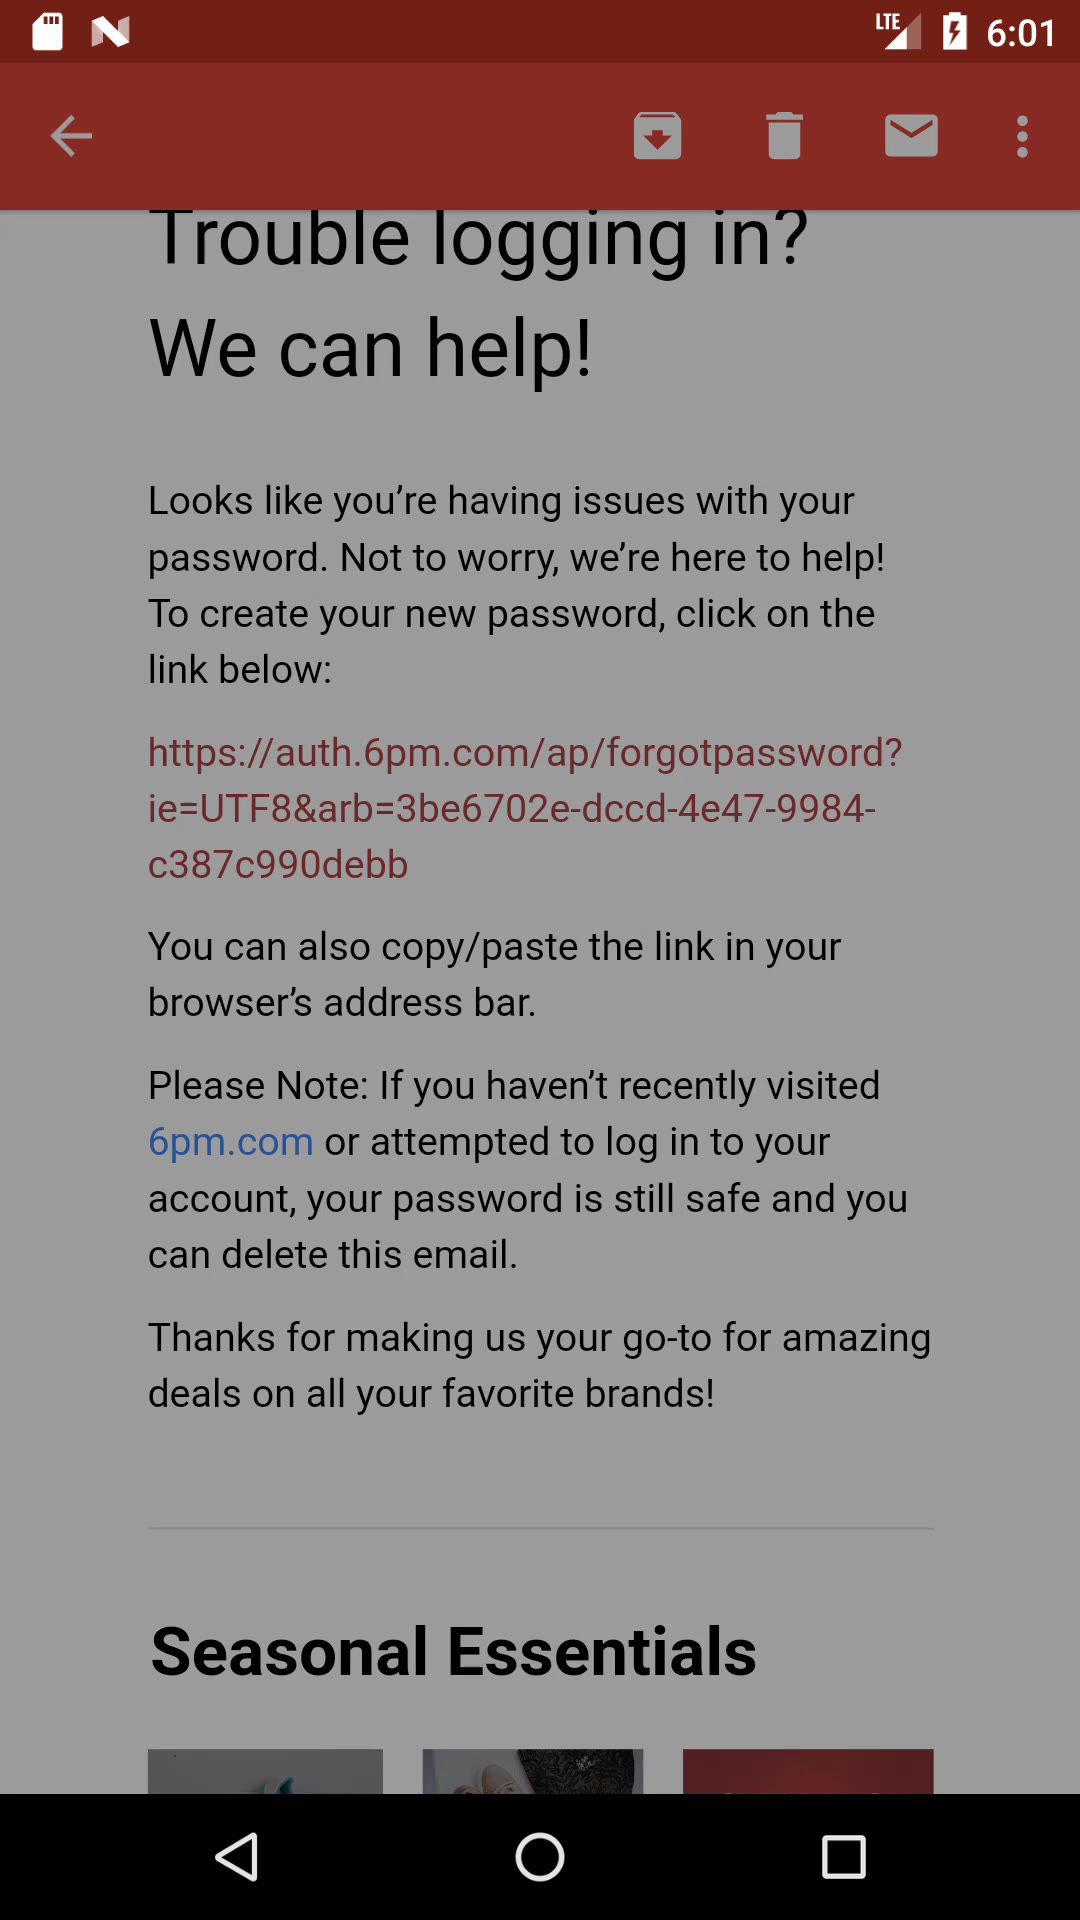 LTE 6:01
Trouble logging in?
We can help!
Looks like you’re having issues with your
password. Not to worry, we’re here to help!
To create your new password, click on the
link below:
https://auth.6pm.com/ap/forgotpassword?
ie=UTF8&arb=3be6702e-dccd-4e47-9984-
c387c990debb
You can also copy/paste the link in your
browser’s address bar.
Please Note: If you haven’t recently visited
6pm.com or attempted to log in to your
account, your password is still safe and you
can delete this email.
Thanks for making us your go-to for amazing
deals on all your favorite brands!
Seasonal Essentials